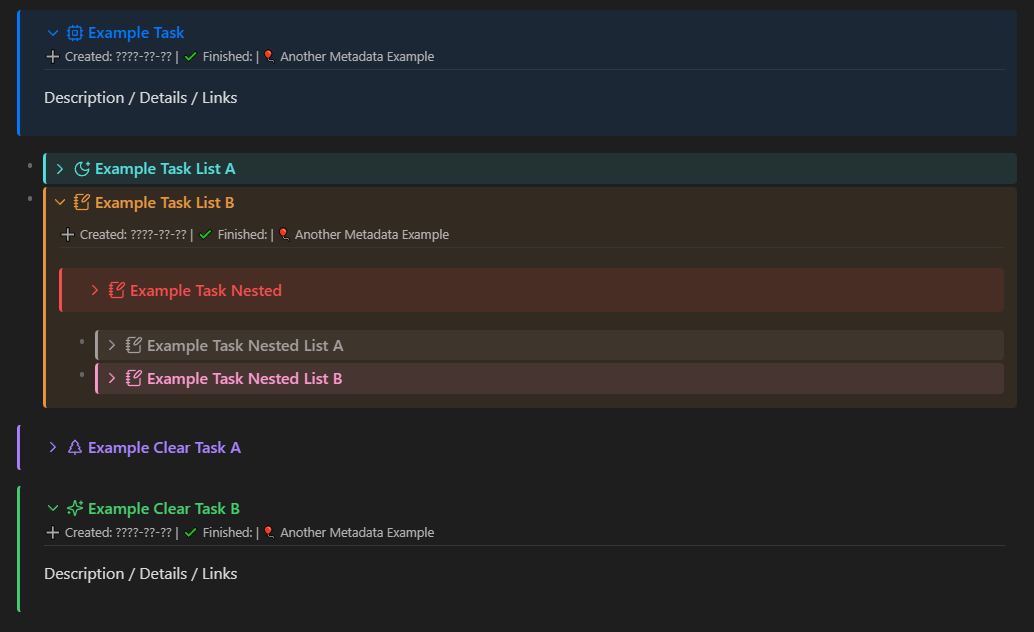 Example Task
Created: ????-??-?? | ✓ Finished: | 🎈 Another Metadata Example
Description / Details / Links
Example Task List A
Example Task List B
Created: ????-??-?? | ✓ Finished: | 🎈 Another Metadata Example
Example Task Nested
Example Task Nested List A
Example Task Nested List B
Example Clear Task A
Example Clear Task B
Created: ????-??-?? | ✓ Finished: | 🎈 Another Metadata Example
Description / Details / Links